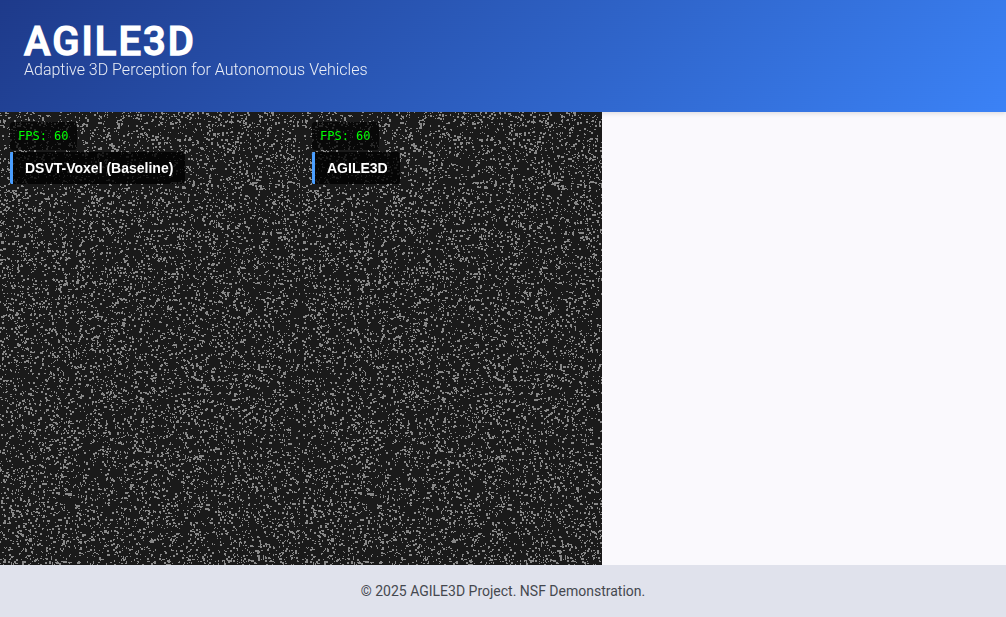 AGILE3D
Adaptive 3D Perception for Autonomous Vehicles
FPS: 60
DSVT-Voxel (Baseline)
FPS: 60
AGILE3D
© 2025 AGILE3D Project. NSF Demonstration.